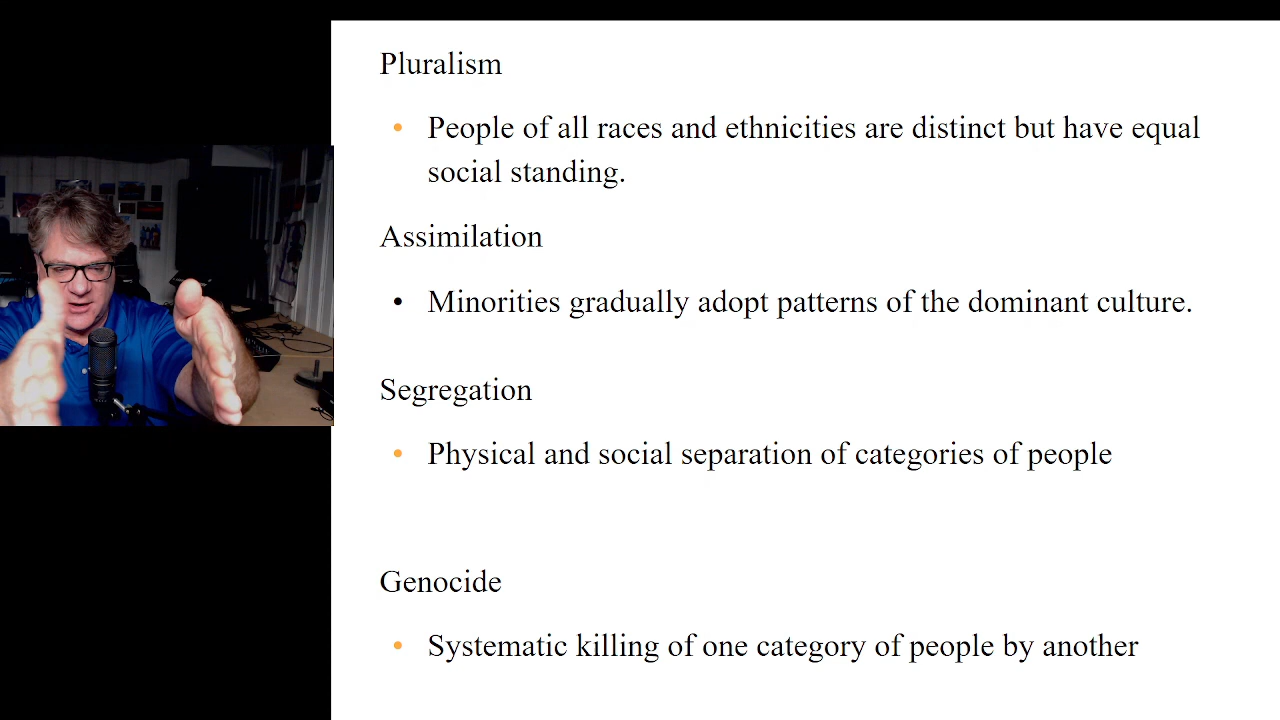 Pluralism
• People of all races and ethnicities are distinct but have equal
social standing.
Assimilation
• Minorities gradually adopt patterns of the dominant culture.
Segregation
• Physical and social separation of categories of people
Genocide
• Systematic killing of one category of people by another